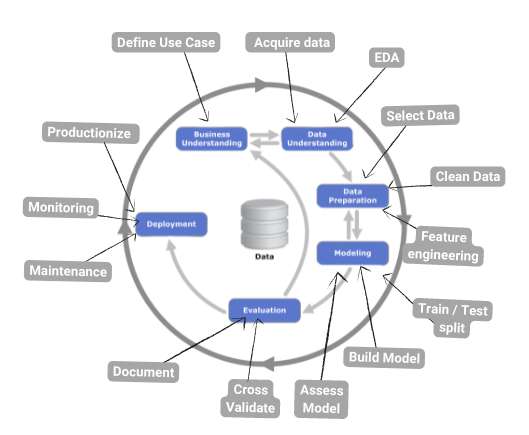 Define Use Case
Acquire data
EDA
Select Data
Productionize
Business
Understanding
Data
Understanding
Clean Data
Data
Preparation
Monitoring
Deployment
Data
Modeling
Feature
engineering
Maintenance
Evaluation
Train / Test
split
Build Model
Document
Cross
Validate
Assess
Model